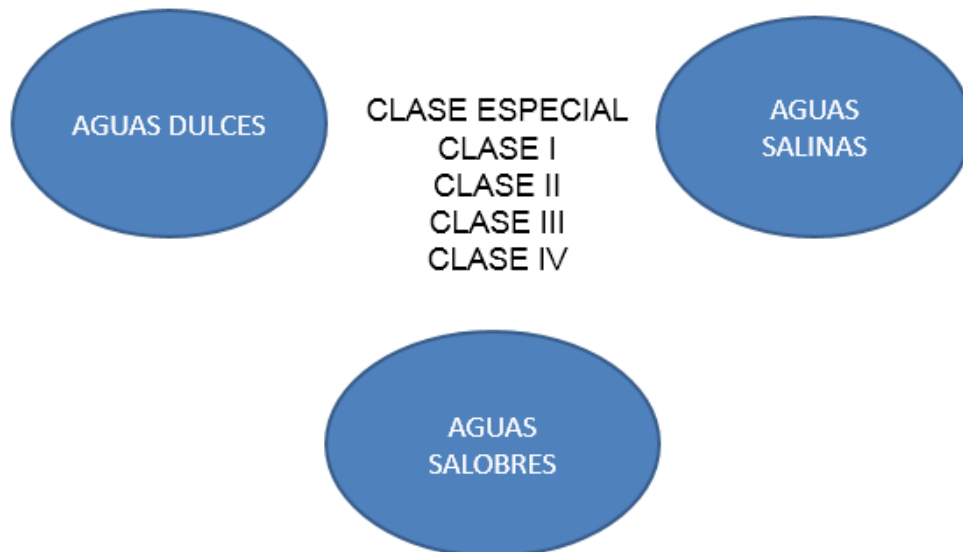 AGUAS DULCES
CLASE ESPECIAL
CLASE I
CLASE II
CLASE III
CLASE IV
AGUAS
SALINAS
AGUAS
SALOBRES